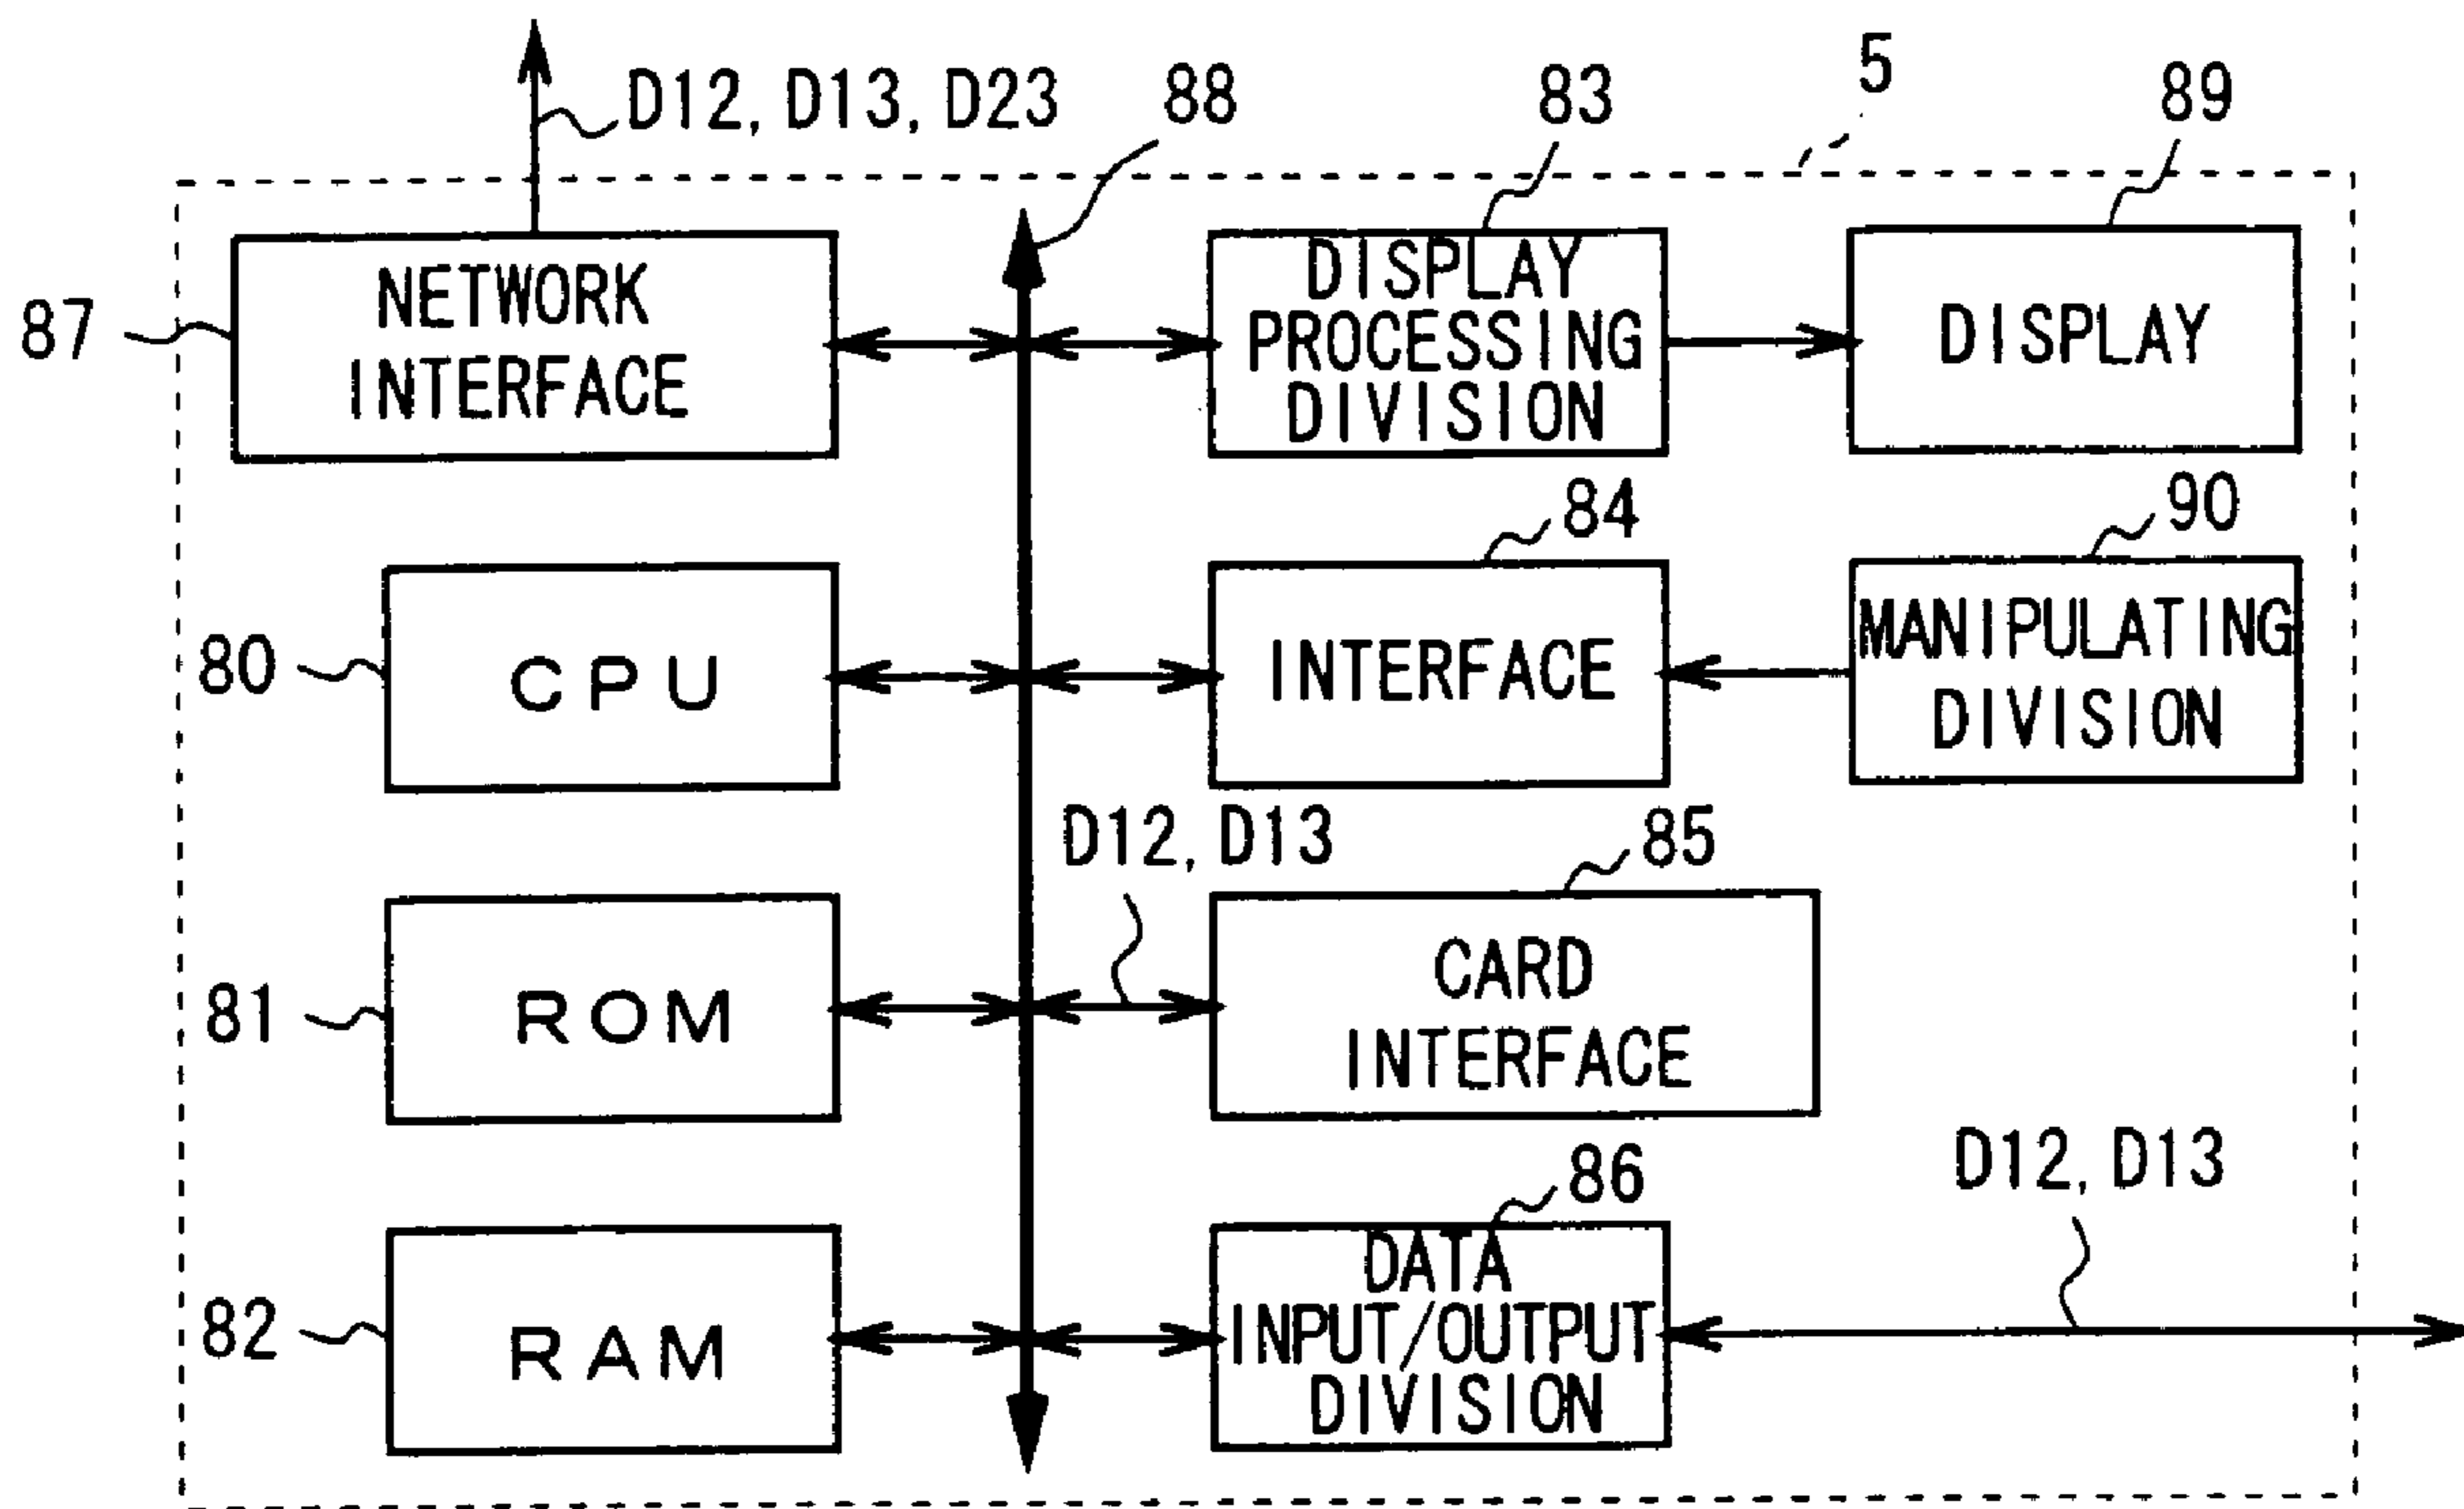 D12, D13, D23
88
83
5
89
87
NETWORK
INTERFACE
DISPLAY
PROCESSING
DIVISION
DISPLAY
84
90
80
CPU
INTERFACE
MANIPULATING
DIVISION
D12, D13
85
81
ROM
CARD
INTERFACE
86
D12, D13
82
RAM
DATA
INPUT/OUTPUT
DIVISION